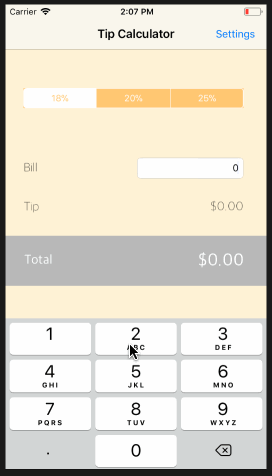 Carrier 2:07 PM
Tip Calculator Settings
18% 20% 25%
Bill 0
Tip $0.00
Total $0.00
1 2 3
ABC DEF
4 5 6
GHI JKL MNO
7 8 9
PQRS TUV WXYZ
. 0